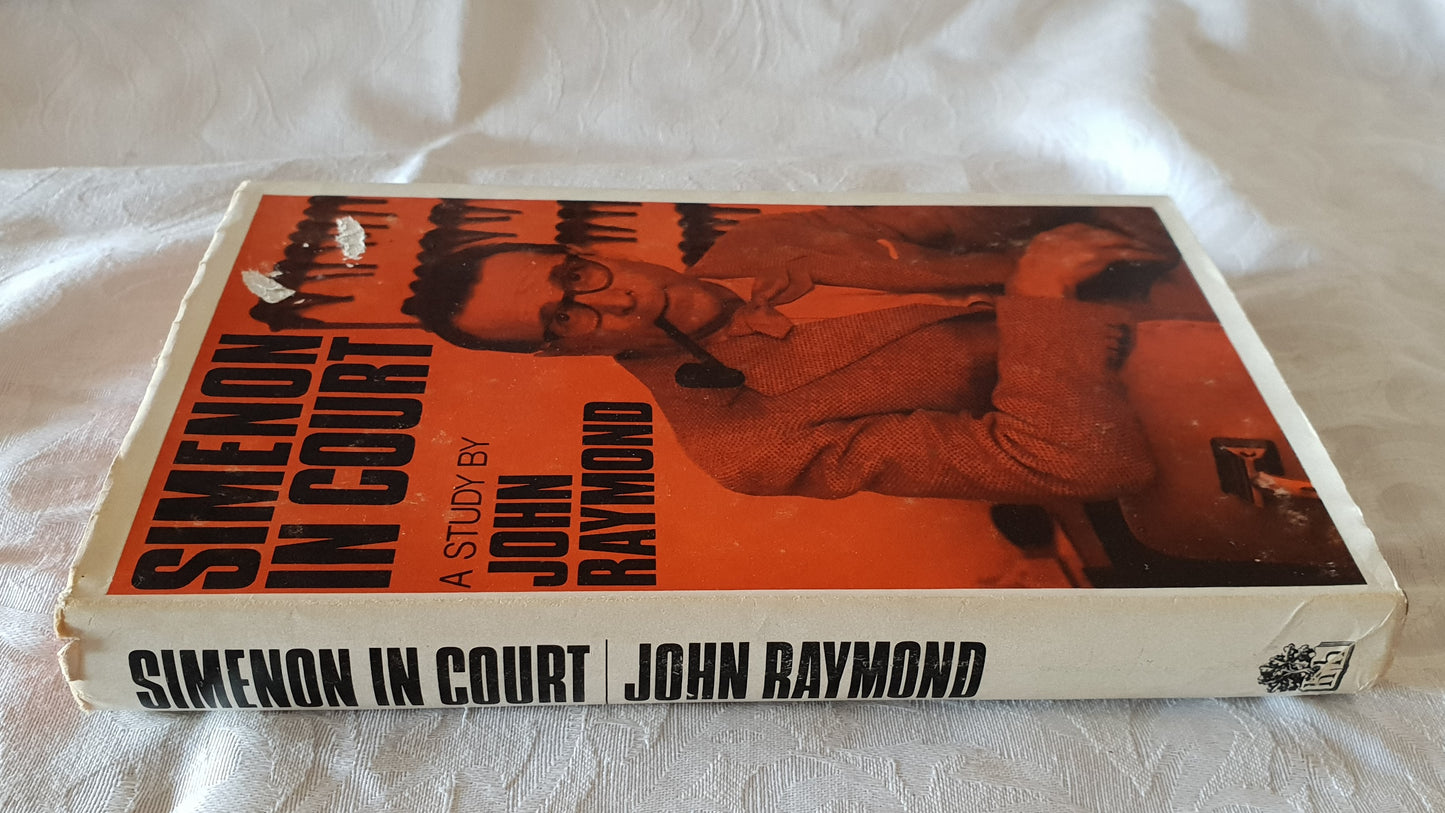 SIMENON
IN COURT
A STUDY BY
JOHN
RAYMOND
SIMENON IN COURT | JOHN RAYMOND